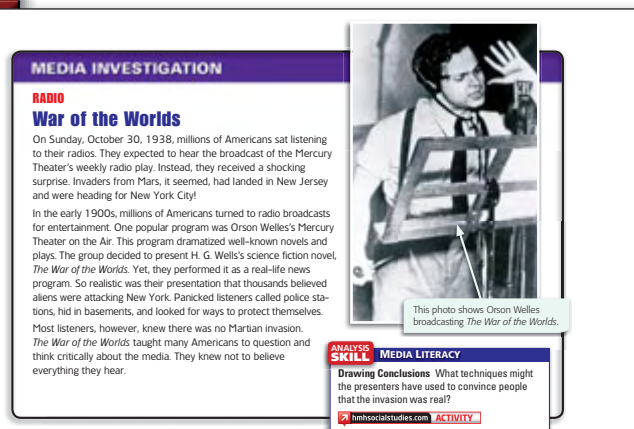 MEDIA INVESTIGATION
RADIO
War of the Worlds
On Sunday, October 30, 1938, millions of Americans sat listening
to their radios. They expected to hear the broadcast of the Mercury
Theater's weekly radio play. Instead, they received a shocking
surprise. Invaders from Mars, it seemed, had landed in New Jersey
and were heading for New York City!
In the early 1900s, millions of Americans turned to radio broadcasts
for entertainment. One popular program was Orson Welles's Mercury
Theater on the Air. This program dramatized well-known novels and
plays. The group decided to present H. G. Wells's science fiction novel,
The War of the Worlds. Yet, they performed it as a real-life news
program. So realistic was their presentation that thousands believed
aliens were attacking New York. Panicked listeners called police sta-
tions, hid in basements, and looked for ways to protect themselves.
Most listeners, however, knew there was no Martian invasion.
The War of the Worlds taught many Americans to question and
think critically about the media. They knew not to believe
everything they hear.
This photo shows Orson Welles
broadcasting The War of the Worlds.
ANALYSIS
SKILL MEDIA LITERACY
Drawing Conclusions What techniques might
the presenters have used to convince people
that the invasion was real?
hmhsocialstudies.com ACTIVITY